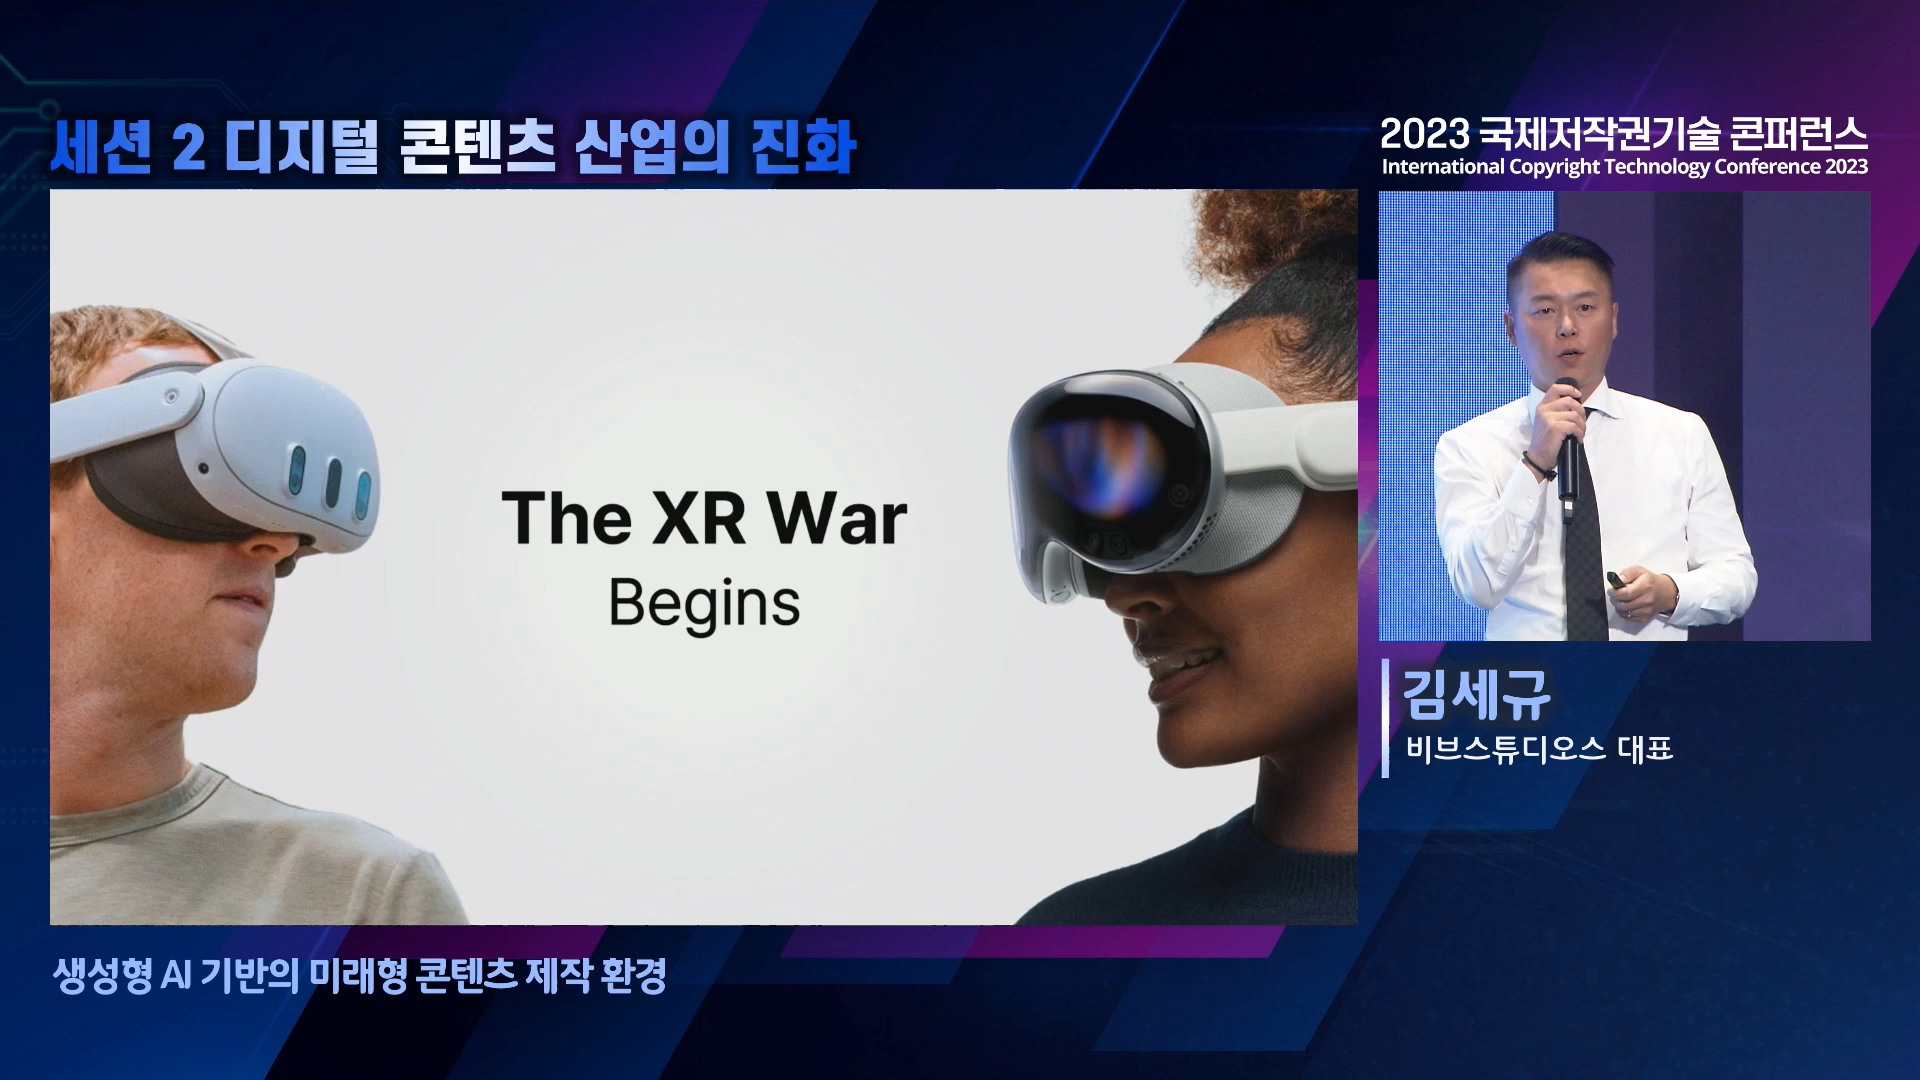 세션 2 디지털 콘텐츠 산업의 진화
2023 국제저작권기술 콘퍼런스
International Copyright Technology Conference 2023
The XR War
Begins
김세규
비브스튜디오스 대표
생성형 AI 기반의 미래형 콘텐츠 제작 환경